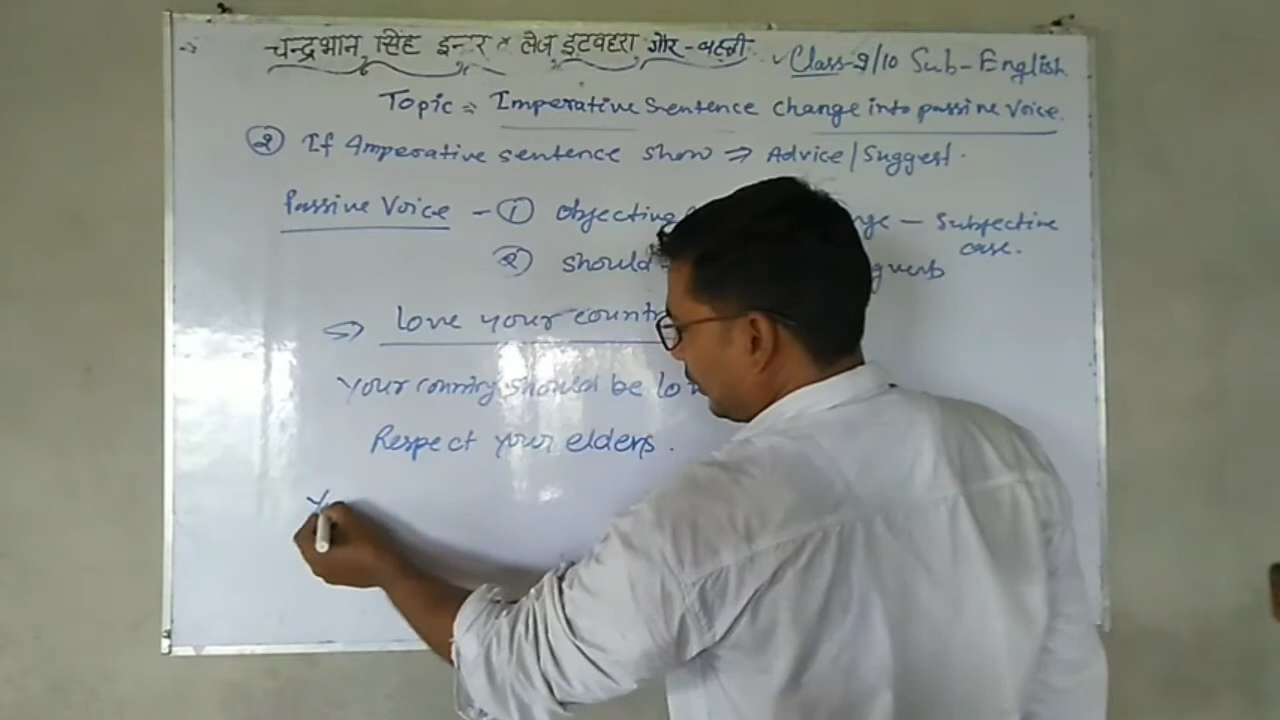 चन्द्रभान सिंह इन्टर लेज इटवहरा गौर-बस्ती Class-9/10 Sub-English
Topic = Imperative sentence change into passive voice.
② If Imperative sentence show ⇒ Advice/Suggest.
Passive Voice - ① objecting - Subjective case.
② should verb
⇒ love your countr
Your country should be lo
Respect your elders.
Y